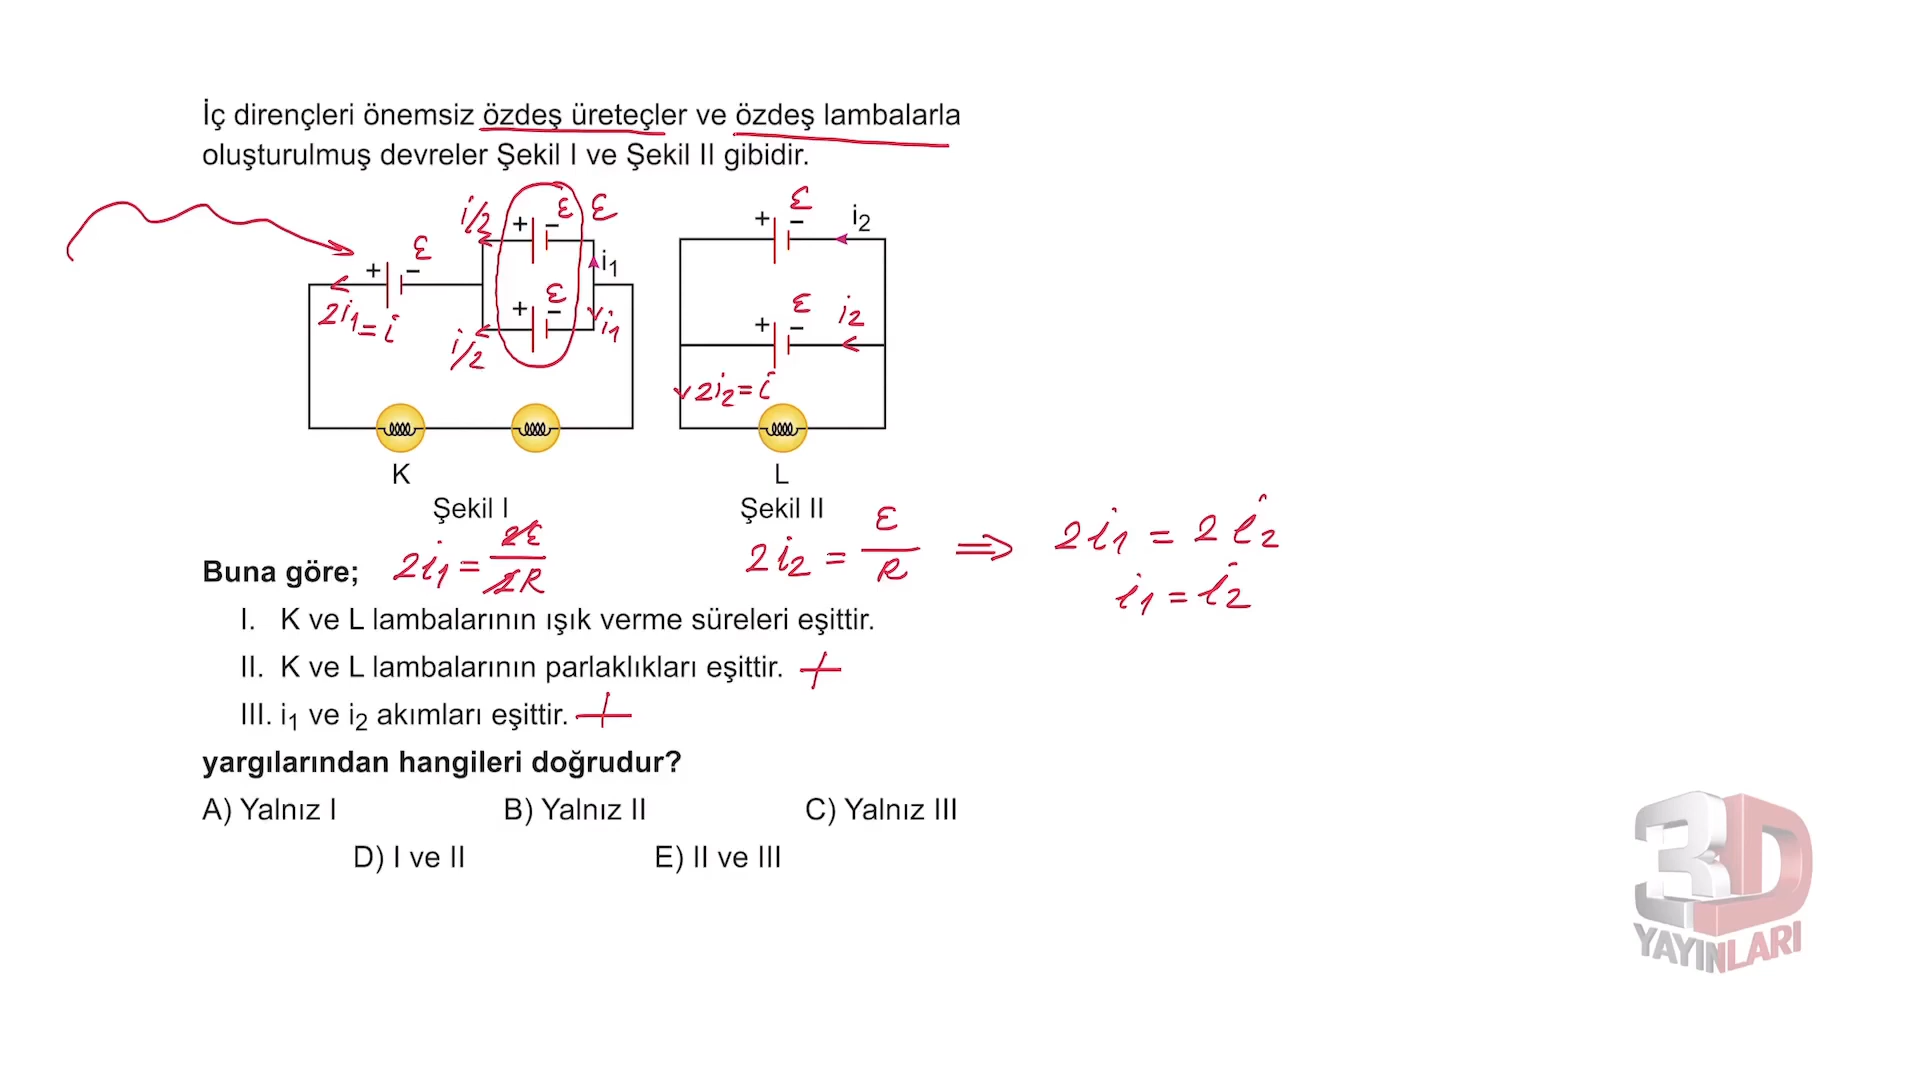 İç dirençleri önemsiz özdeş üreteçler ve özdeş lambalarla
oluşturulmuş devreler Şekil I ve Şekil II gibidir.
i/2 + ε − ε
+ ε − i2
+ ε − i1
2i1 = i
i/2 + ε − i1
+ ε − i2
2i2 = i
K
L
Şekil I
Şekil II
2i1 = 2ε/2R
2i2 = ε/R ⇒ 2i1 = 2i2
i1 = i2
Buna göre;
I. K ve L lambalarının ışık verme süreleri eşittir.
II. K ve L lambalarının parlaklıkları eşittir. +
III. i1 ve i2 akımları eşittir. +
yargılarından hangileri doğrudur?
A) Yalnız I B) Yalnız II C) Yalnız III
D) I ve II E) II ve III
3D
YAYINLARI